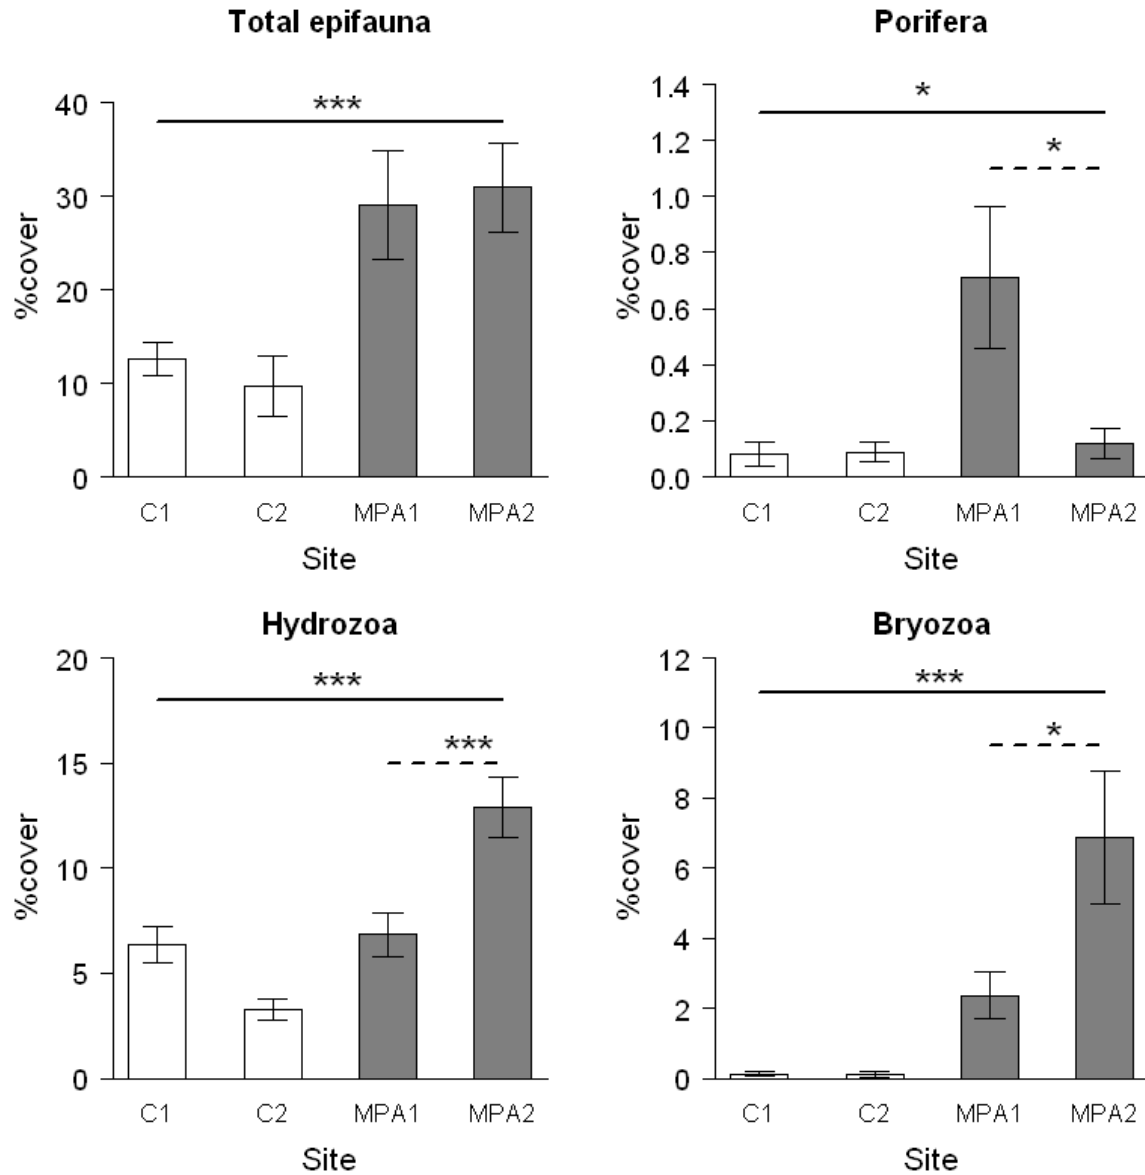 Total epifauna
%cover
40
30
20
10
0
***
C1 C2 MPA1 MPA2
Site
Porifera
%cover
1.4
1.2
1.0
0.8
0.6
0.4
0.2
0.0
*
*
C1 C2 MPA1 MPA2
Site
Hydrozoa
%cover
20
15
10
5
0
***
***
C1 C2 MPA1 MPA2
Site
Bryozoa
%cover
12
10
8
6
4
2
0
***
*
C1 C2 MPA1 MPA2
Site